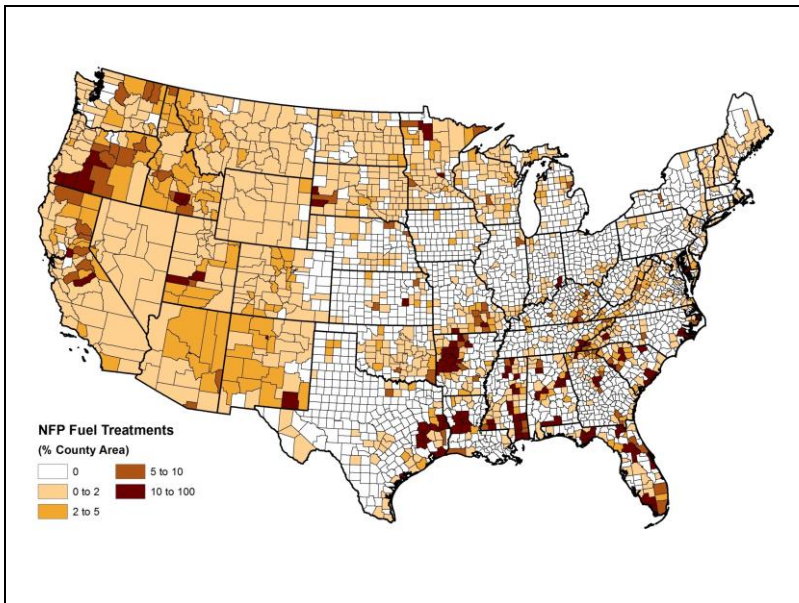 NFP Fuel Treatments
(% County Area)
0
5 to 10
0 to 2
10 to 100
2 to 5